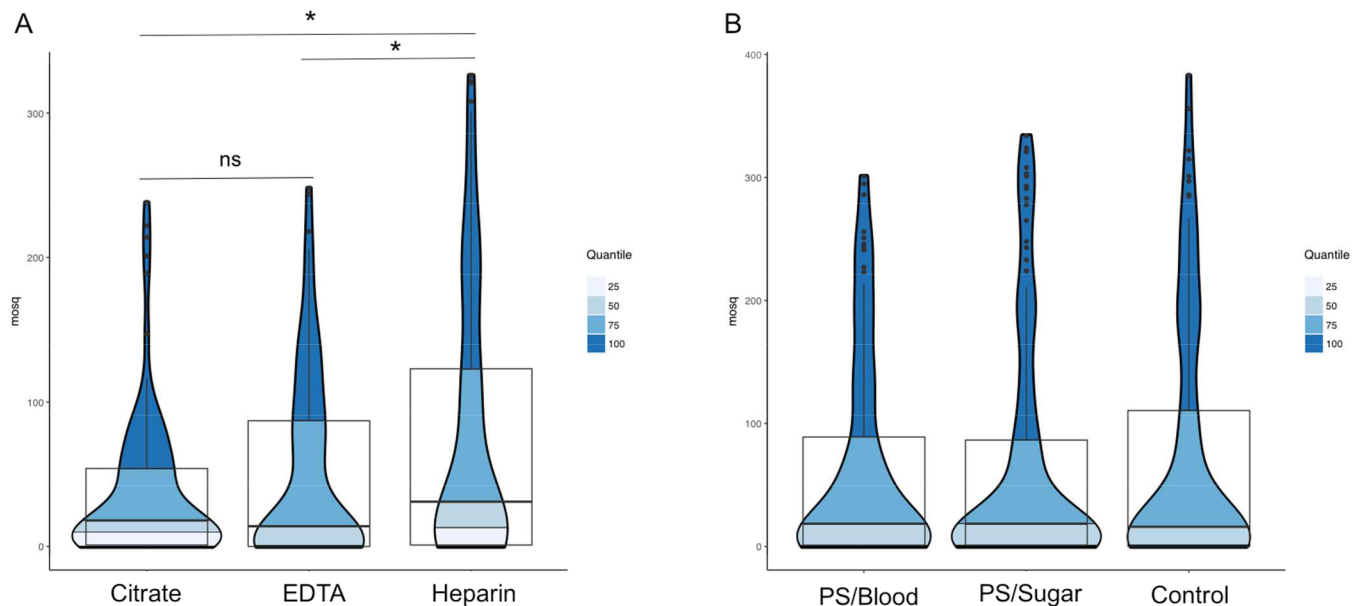 A
*
*
ns
300
200
100
0
mosq
Citrate
EDTA
Heparin
Quantile
25
50
75
100
B
400
300
200
100
0
mosq
PS/Blood
PS/Sugar
Control
Quantile
25
50
75
100